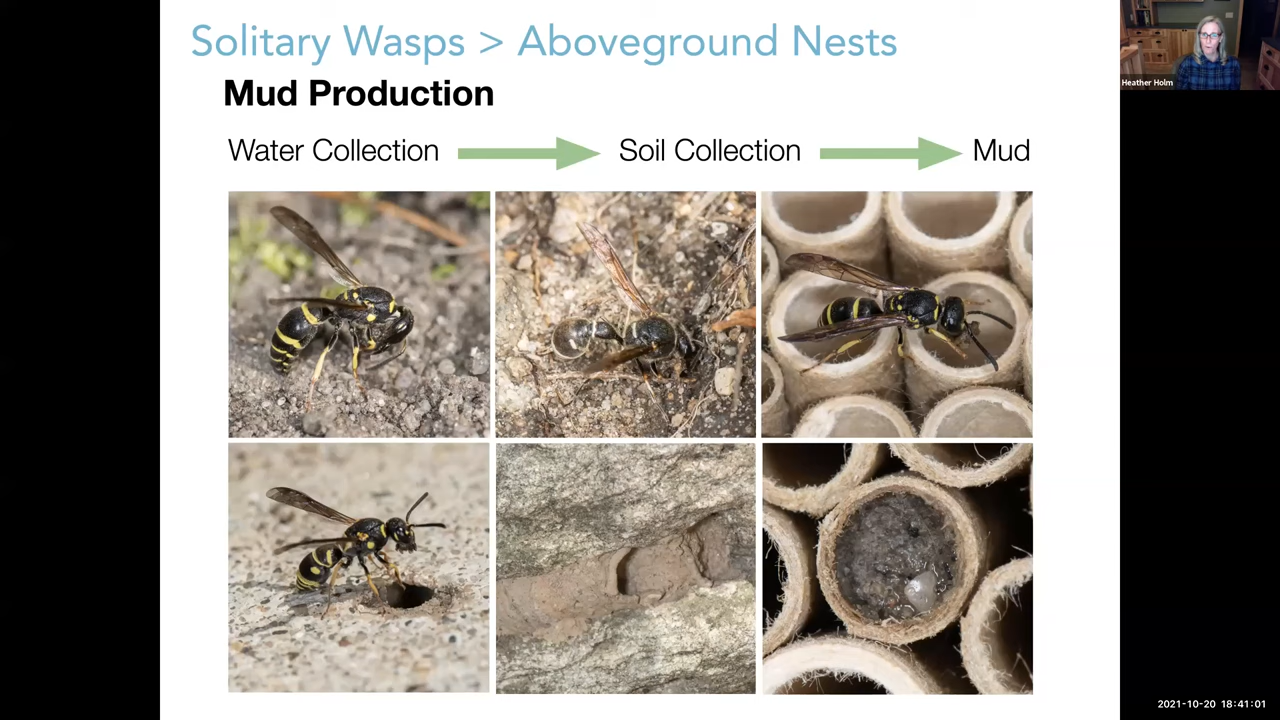 Solitary Wasps > Aboveground Nests
Mud Production
Water Collection
Soil Collection
Mud
Heather Holm
2021-10-20 18:41:01